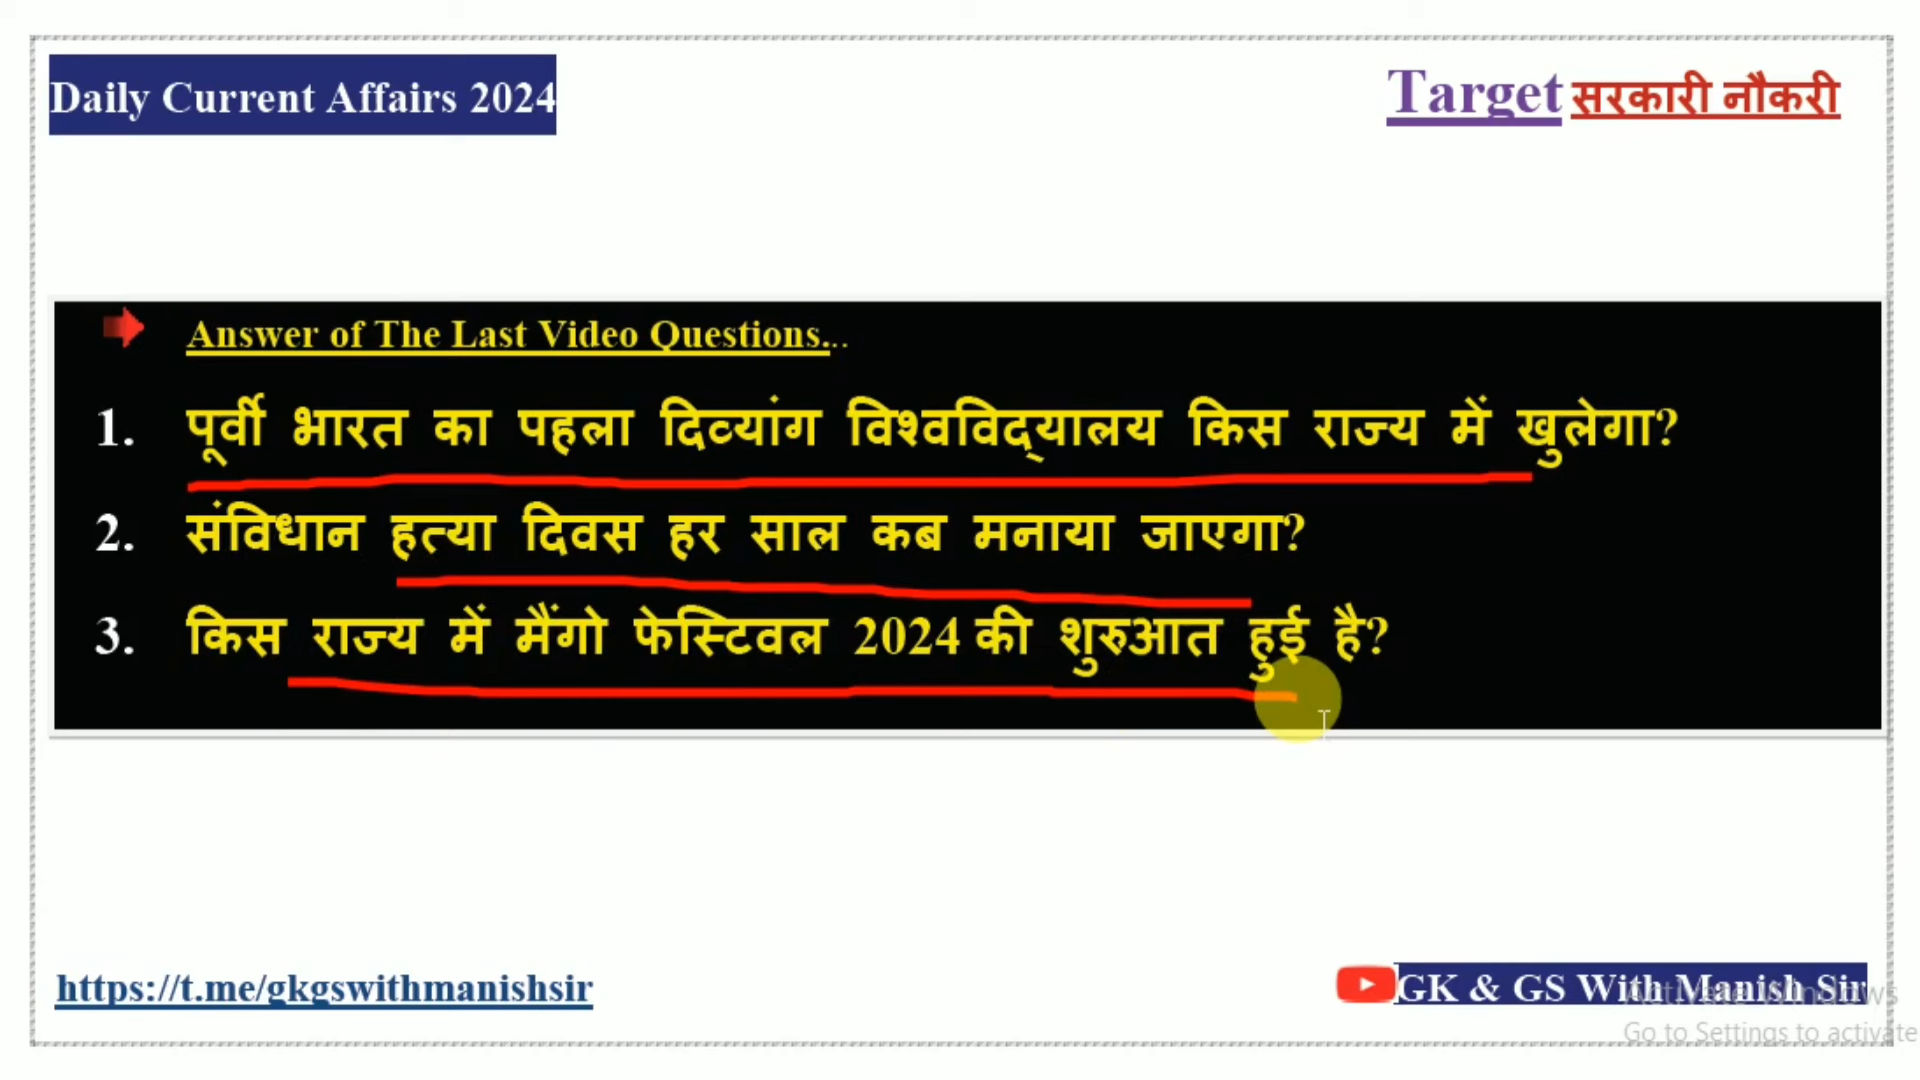 Daily Current Affairs 2024
Target सरकारी नौकरी
Answer of The Last Video Questions...
1. पूर्वी भारत का पहला दिव्यांग विश्वविद्यालय किस राज्य में खुलेगा?
2. संविधान हत्या दिवस हर साल कब मनाया जाएगा?
3. किस राज्य में मैंगो फेस्टिवल 2024 की शुरुआत हुई है?
https://t.me/gkgswithmanishsir
GK & GS With Manish Sir
Activate Windows
Go to Settings to activate